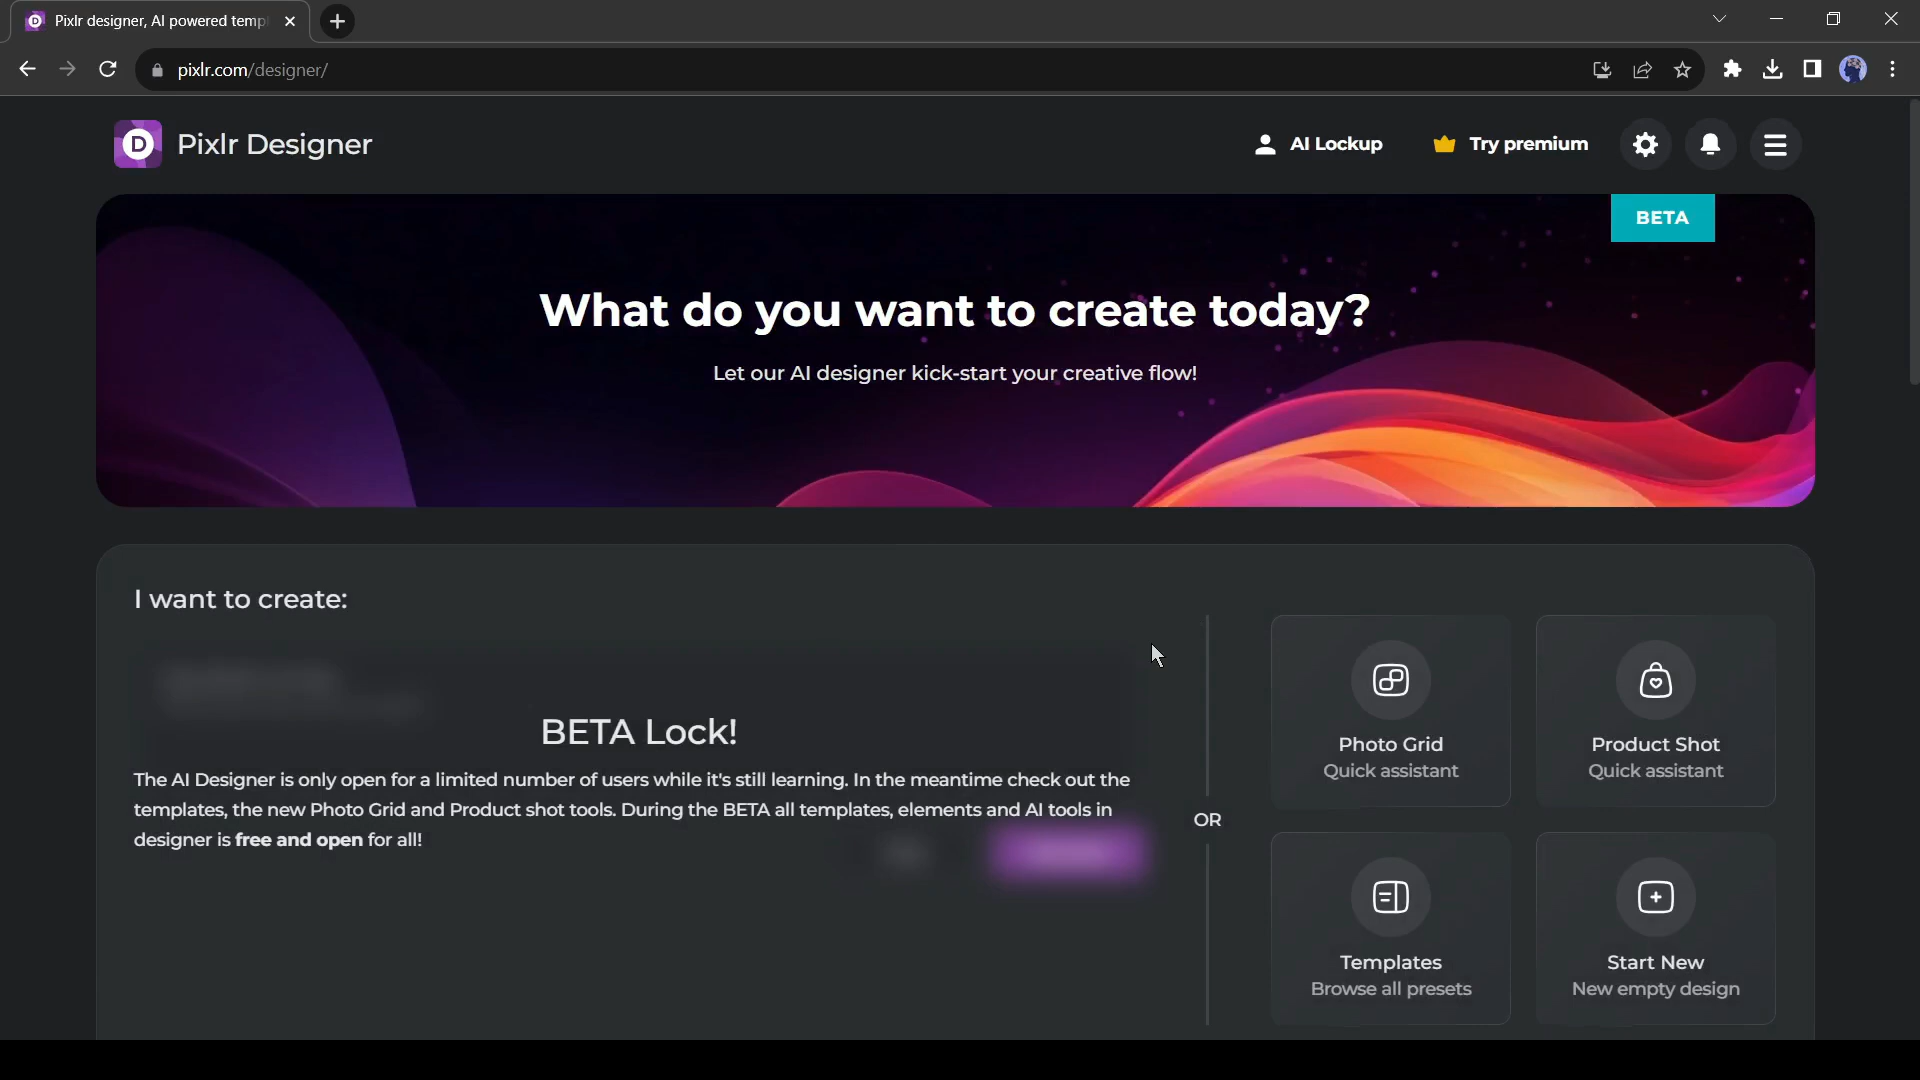 Pixlr designer, AI powered temp
pixlr.com/designer/
D Pixlr Designer
AI Lockup
Try premium
BETA
What do you want to create today?
Let our AI designer kick-start your creative flow!
I want to create:
BETA Lock!
The AI Designer is only open for a limited number of users while it's still learning. In the meantime check out the
templates, the new Photo Grid and Product shot tools. During the BETA all templates, elements and AI tools in
designer is free and open for all!
OR
Photo Grid
Quick assistant
Product Shot
Quick assistant
Templates
Browse all presets
Start New
New empty design